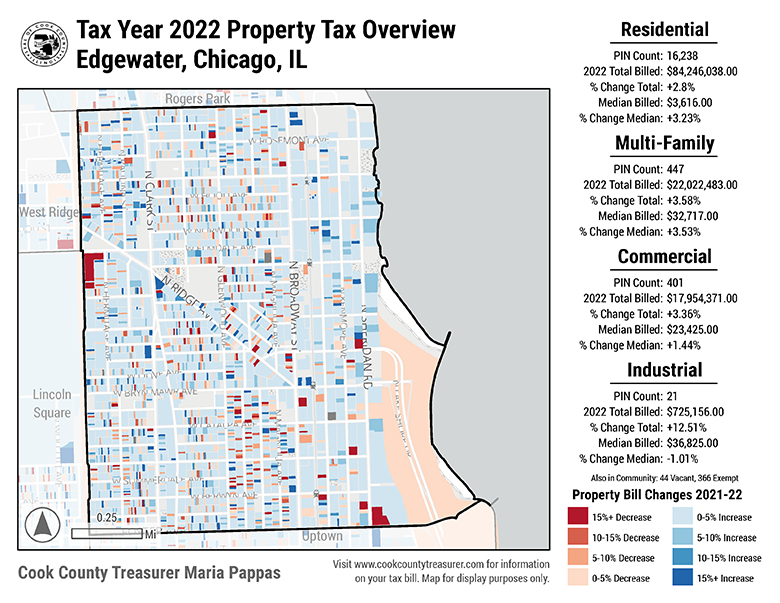 Tax Year 2022 Property Tax Overview
Edgewater, Chicago, IL
Rogers Park
N ROSEMONT AVE
N CLARK ST
West Ridge
N RIDGE AVE
N BROADWAY ST
N SHERIDAN RD
Lincoln
Square
W BRYN MAWR AVE
0.25
Mi
Uptown
Cook County Treasurer Maria Pappas
Visit www.cookcountytreasurer.com for information
on your tax bill. Map for display purposes only.
Residential
PIN Count: 16,238
2022 Total Billed: $84,246,038.00
% Change Total: +2.8%
Median Billed: $3,616.00
% Change Median: +3.23%
Multi-Family
PIN Count: 447
2022 Total Billed: $22,022,483.00
% Change Total: +3.58%
Median Billed: $32,717.00
% Change Median: +3.53%
Commercial
PIN Count: 401
2022 Total Billed: $17,954,371.00
% Change Total: +3.36%
Median Billed: $23,425.00
% Change Median: +1.44%
Industrial
PIN Count: 21
2022 Total Billed: $725,156.00
% Change Total: +12.51%
Median Billed: $36,825.00
% Change Median: -1.01%
Also in Community: 44 Vacant, 366 Exempt
Property Bill Changes 2021-22
15%+ Decrease
0-5% Increase
10-15% Decrease
5-10% Increase
5-10% Decrease
10-15% Increase
0-5% Decrease
15%+ Increase